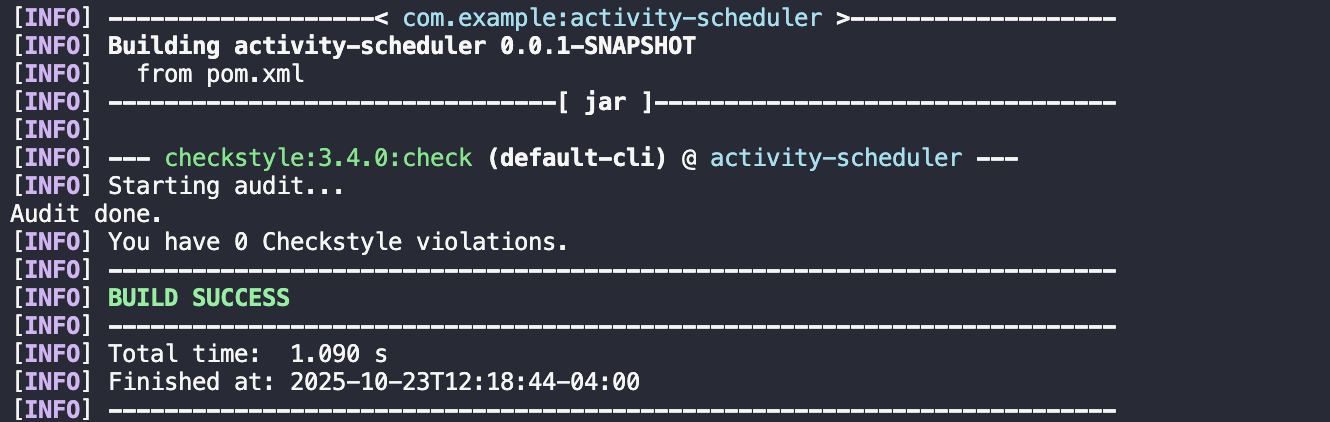 [INFO] -------------------< com.example:activity-scheduler >-------------------
[INFO] Building activity-scheduler 0.0.1-SNAPSHOT
[INFO]   from pom.xml
[INFO] --------------------------------[ jar ]---------------------------------
[INFO]
[INFO] --- checkstyle:3.4.0:check (default-cli) @ activity-scheduler ---
[INFO] Starting audit...
Audit done.
[INFO] You have 0 Checkstyle violations.
[INFO] ------------------------------------------------------------------------
[INFO] BUILD SUCCESS
[INFO] ------------------------------------------------------------------------
[INFO] Total time:  1.090 s
[INFO] Finished at: 2025-10-23T12:18:44-04:00
[INFO] ------------------------------------------------------------------------